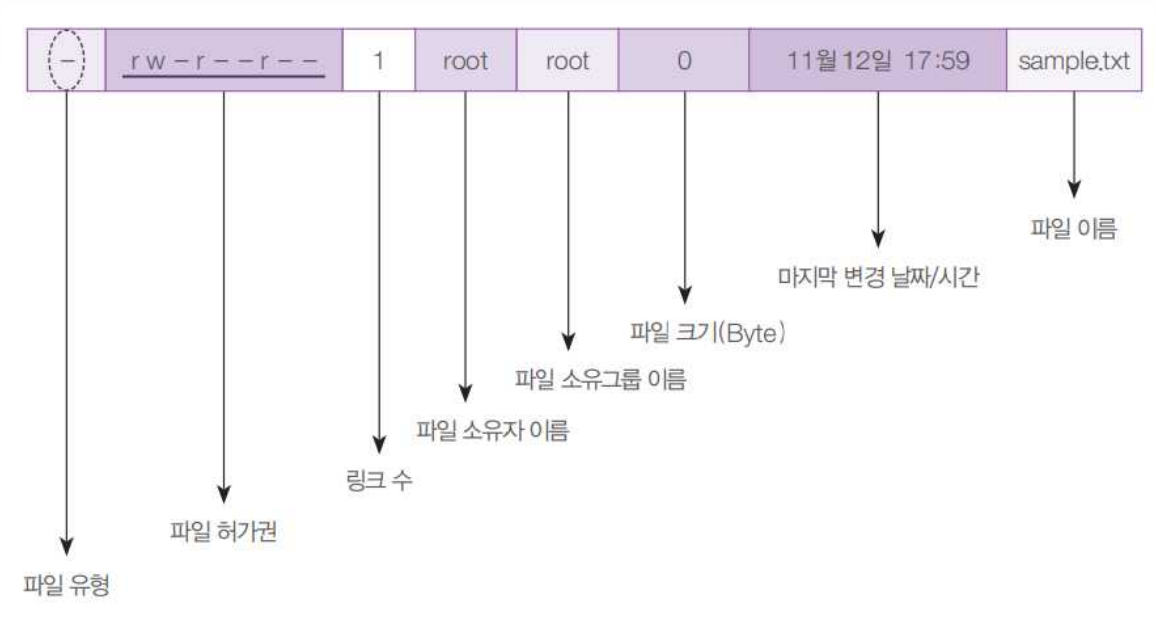 - rw-r--r-- 1 root root 0 11월 12일 17:59 sample.txt
파일 이름
마지막 변경 날짜/시간
파일 크기(Byte)
파일 소유그룹 이름
파일 소유자 이름
링크 수
파일 허가권
파일 유형